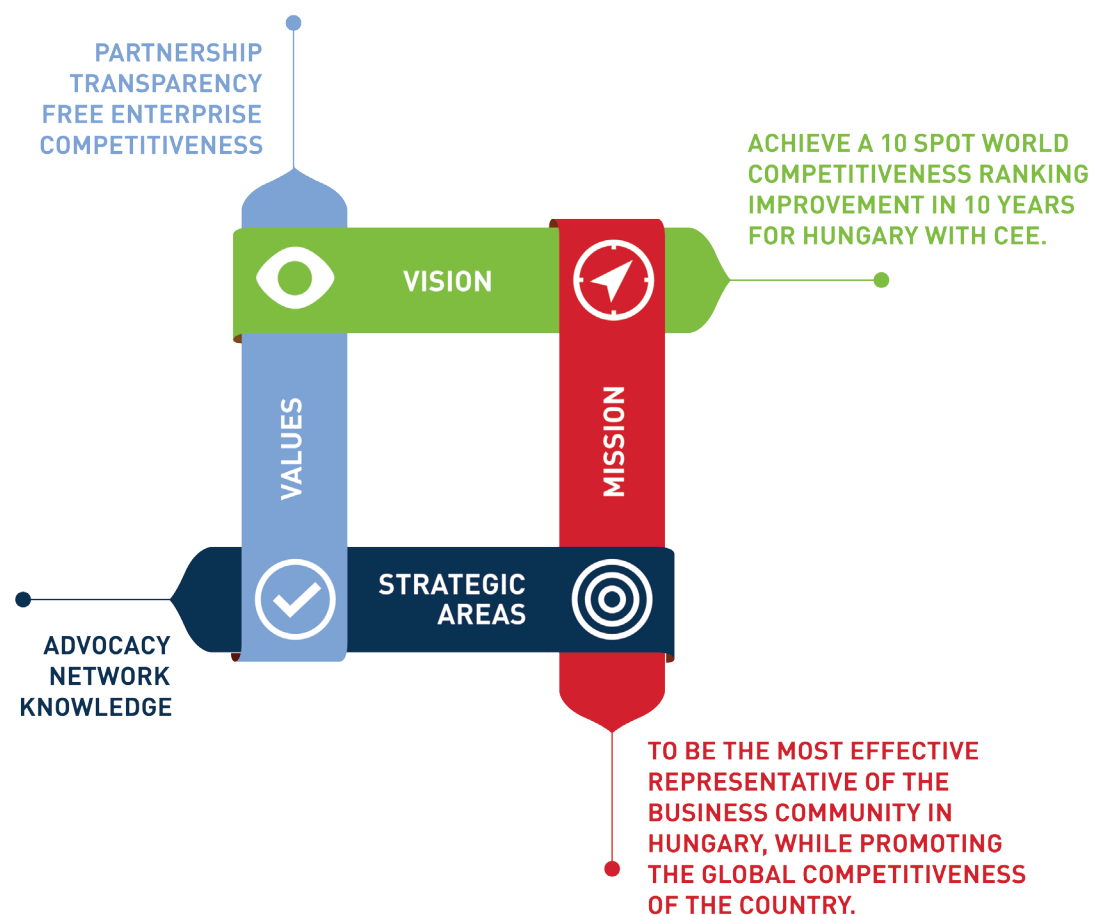 PARTNERSHIP
TRANSPARENCY
FREE ENTERPRISE
COMPETITIVENESS
ACHIEVE A 10 SPOT WORLD
COMPETITIVENESS RANKING
IMPROVEMENT IN 10 YEARS
FOR HUNGARY WITH CEE.
VISION
VALUES
MISSION
STRATEGIC
AREAS
ADVOCACY
NETWORK
KNOWLEDGE
TO BE THE MOST EFFECTIVE
REPRESENTATIVE OF THE
BUSINESS COMMUNITY IN
HUNGARY, WHILE PROMOTING
THE GLOBAL COMPETITIVENESS
OF THE COUNTRY.